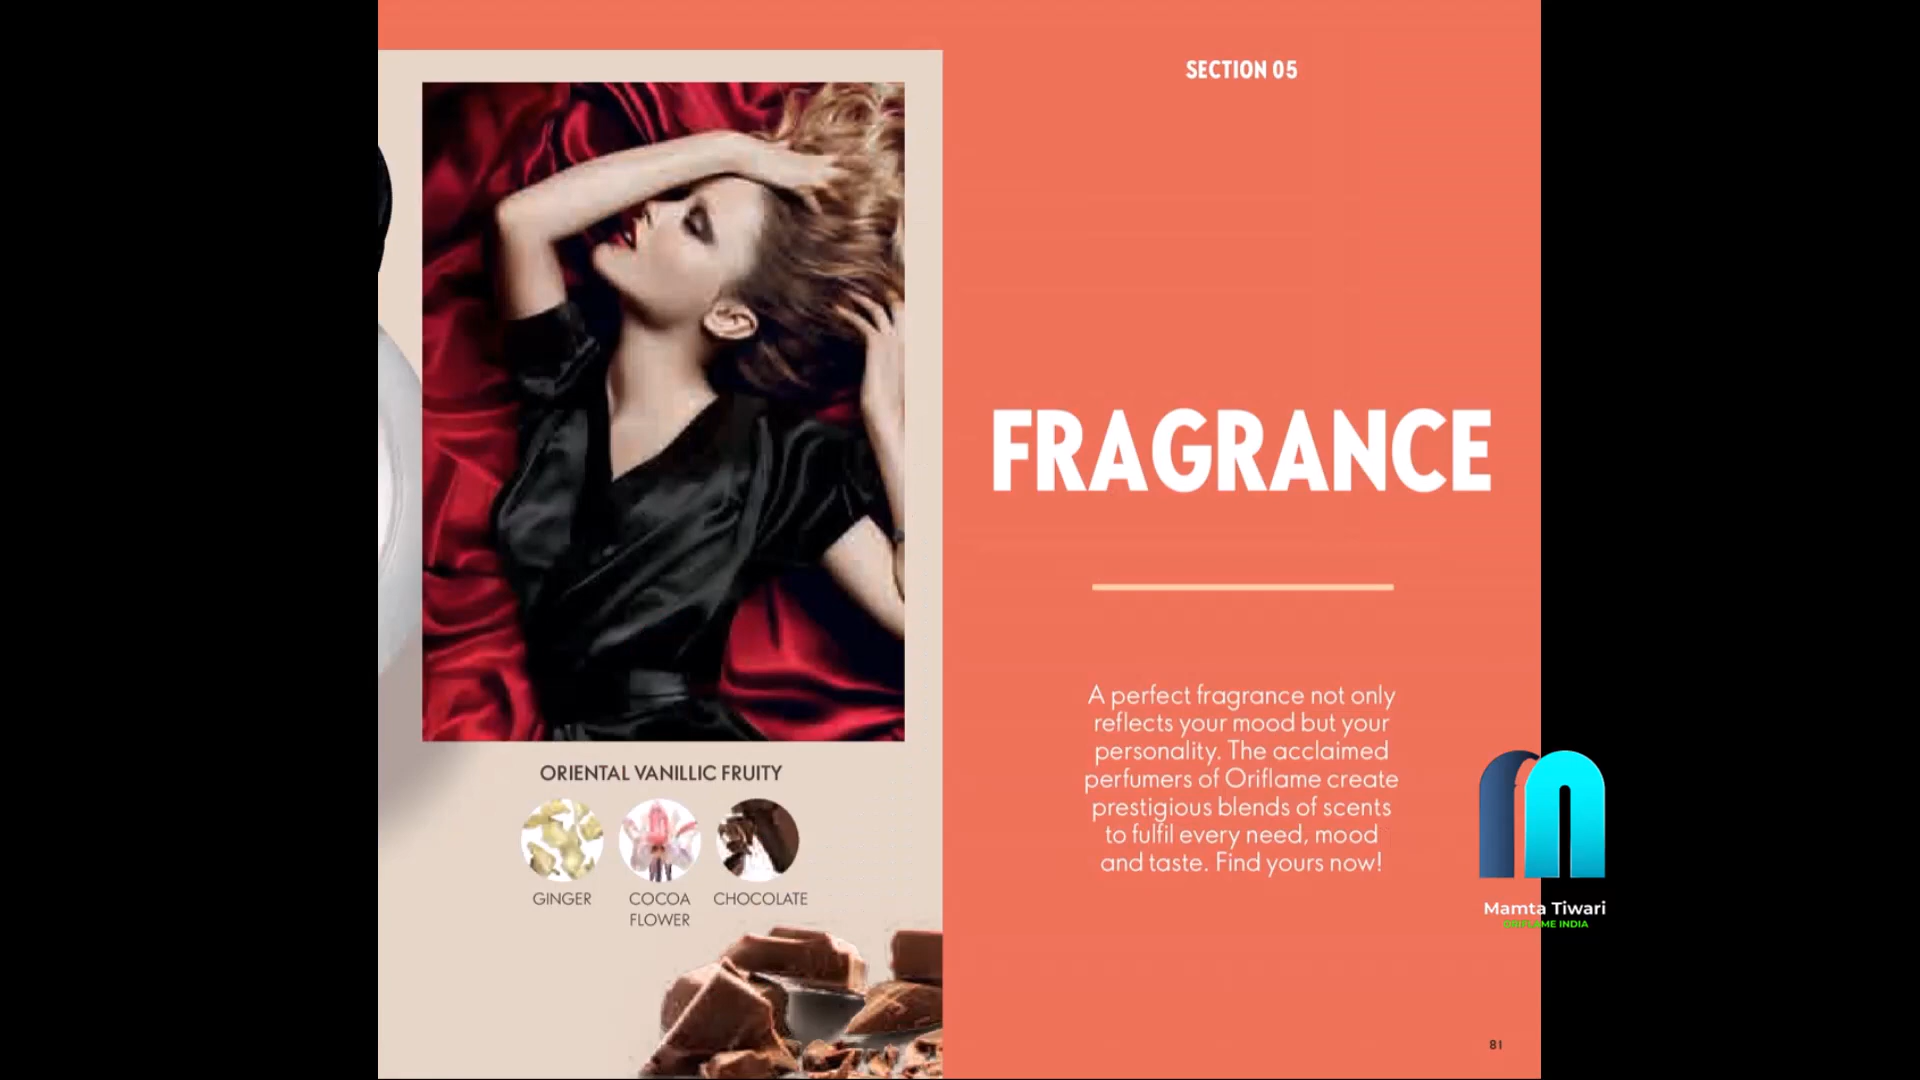 SECTION 05
FRAGRANCE
A perfect fragrance not only
reflects your mood but your
personality. The acclaimed
perfumers of Oriflame create
prestigious blends of scents
to fulfil every need, mood
and taste. Find yours now!
ORIENTAL VANILLIC FRUITY
GINGER
COCOA
FLOWER
CHOCOLATE
Mamta Tiwari
ORIFLAME INDIA
81